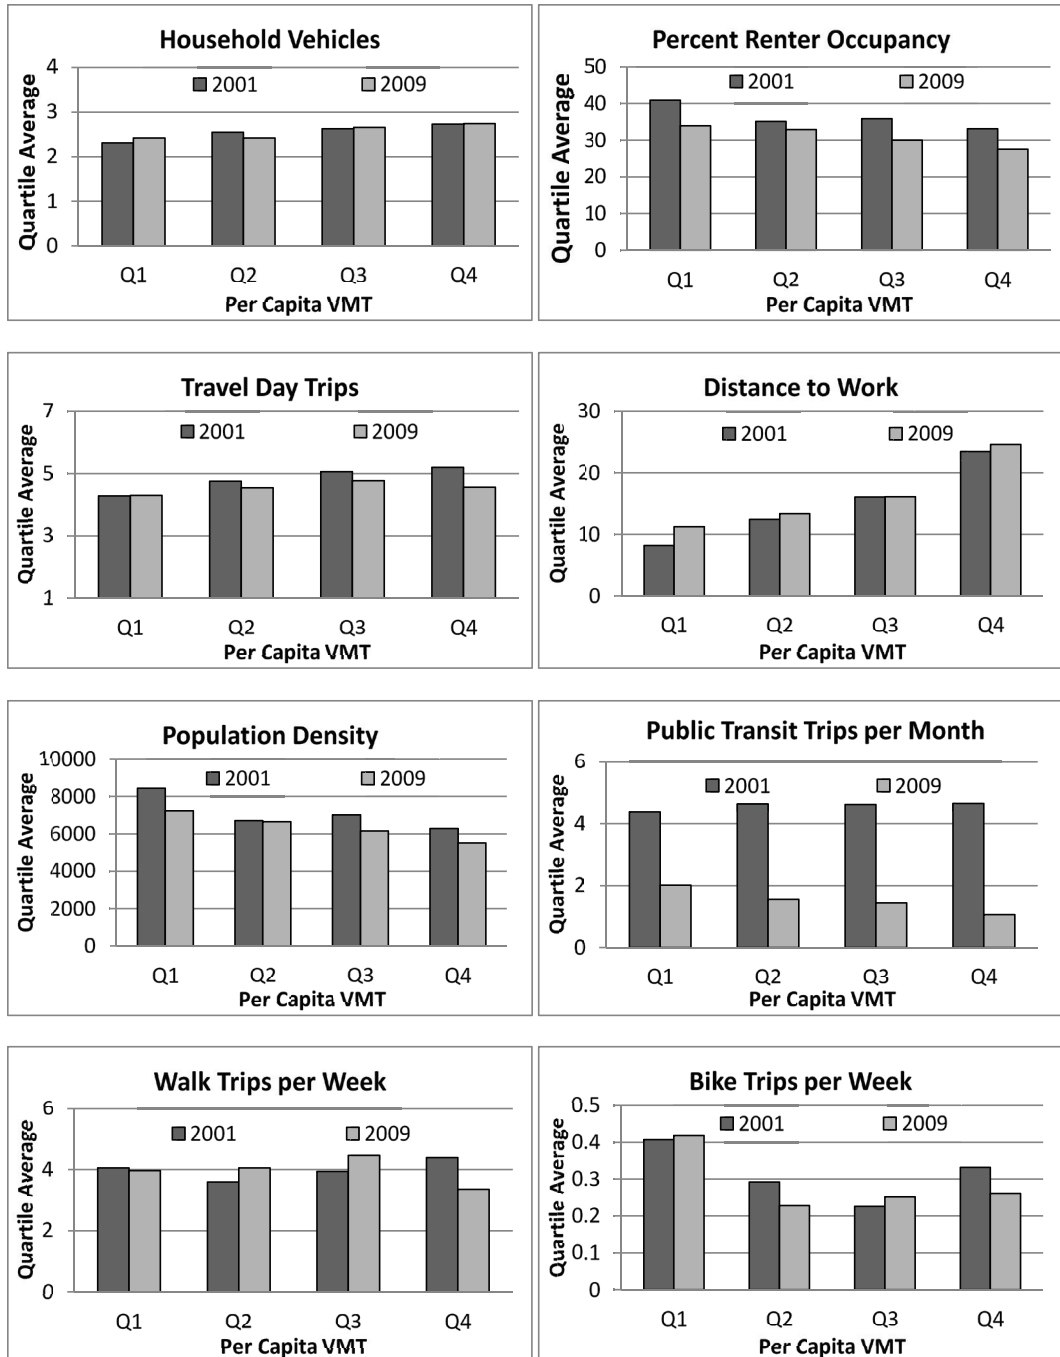 Household Vehicles
Quartile Average
4
3
2
1
0
2001 2009
Q1 Q2 Q3 Q4
Per Capita VMT
Percent Renter Occupancy
Quartile Average
50
40
30
20
10
0
2001 2009
Q1 Q2 Q3 Q4
Per Capita VMT
Travel Day Trips
Quartile Average
7
5
3
1
2001 2009
Q1 Q2 Q3 Q4
Per Capita VMT
Distance to Work
Quartile Average
30
20
10
0
2001 2009
Q1 Q2 Q3 Q4
Per Capita VMT
Population Density
Quartile Average
10000
8000
6000
4000
2000
0
2001 2009
Q1 Q2 Q3 Q4
Per Capita VMT
Public Transit Trips per Month
Quartile Average
6
4
2
0
2001 2009
Q1 Q2 Q3 Q4
Per Capita VMT
Walk Trips per Week
Quartile Average
6
4
2
0
2001 2009
Q1 Q2 Q3 Q4
Per Capita VMT
Bike Trips per Week
Quartile Average
0.5
0.4
0.3
0.2
0.1
0
2001 2009
Q1 Q2 Q3 Q4
Per Capita VMT